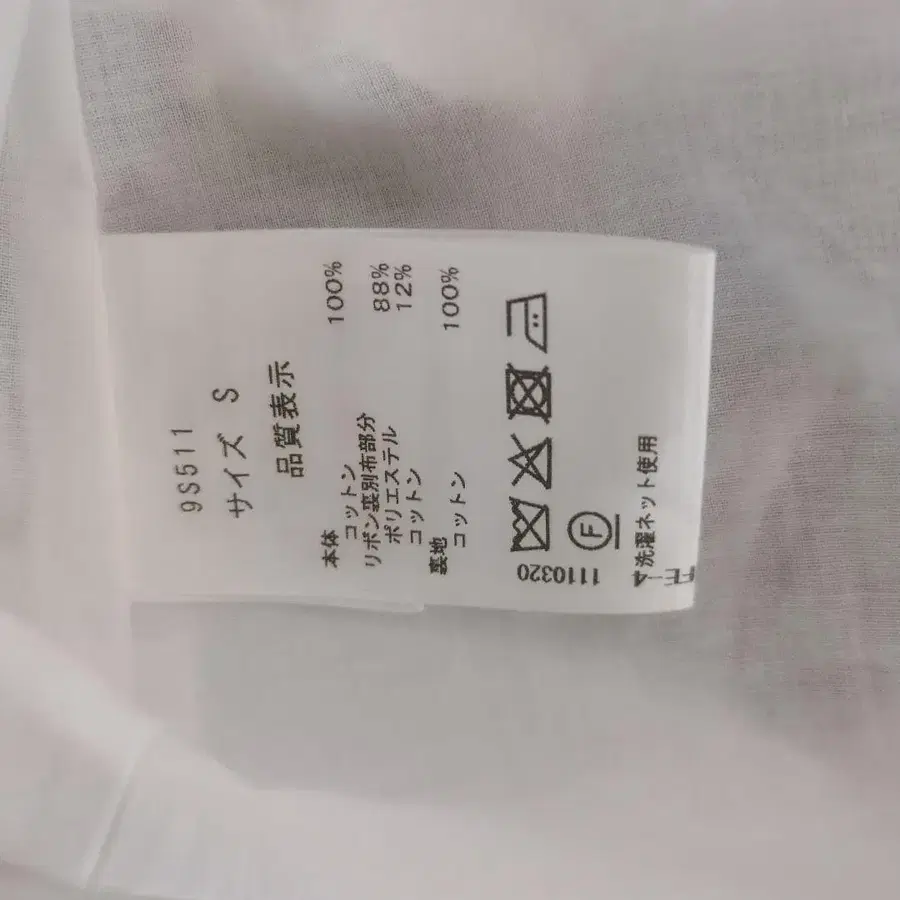 9S511
サイズ S
品質表示
本体
コットン 100%
リボン裏別布部分
ポリエステル 88%
コットン 12%
裏地
コットン 100%
F
1110320
洗濯ネット使用